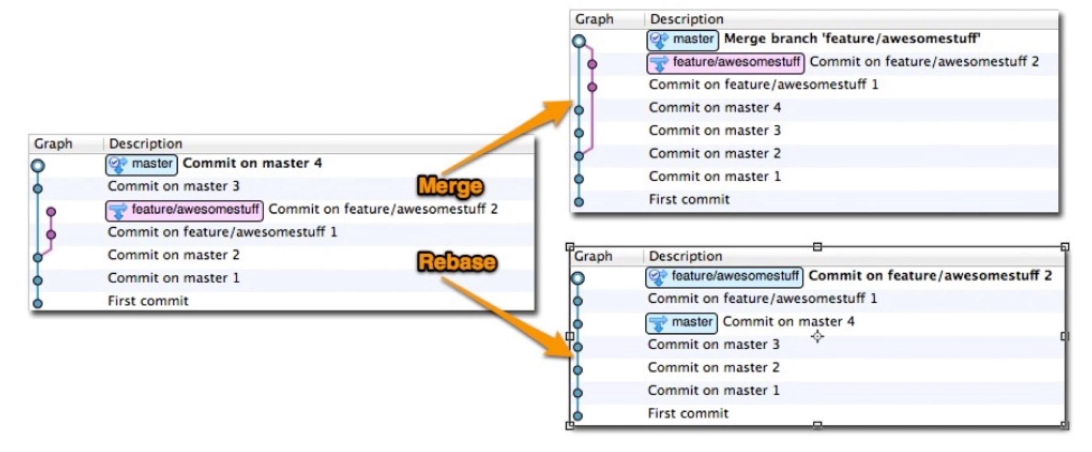 Graph Description
master Commit on master 4
Commit on master 3
feature/awesomestuff Commit on feature/awesomestuff 2
Commit on feature/awesomestuff 1
Commit on master 2
Commit on master 1
First commit
Merge
Rebase
Graph Description
master Merge branch 'feature/awesomestuff'
feature/awesomestuff Commit on feature/awesomestuff 2
Commit on feature/awesomestuff 1
Commit on master 4
Commit on master 3
Commit on master 2
Commit on master 1
First commit
Graph Description
feature/awesomestuff Commit on feature/awesomestuff 2
Commit on feature/awesomestuff 1
master Commit on master 4
Commit on master 3
Commit on master 2
Commit on master 1
First commit